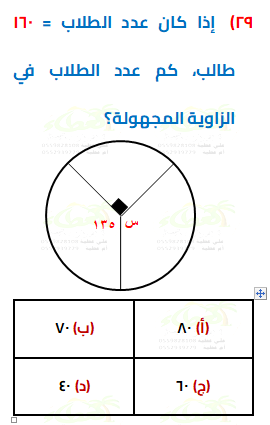 ٢٩) إذا كان عدد الطلاب = ١٦٠
طالب، كم عدد الطلاب في
الزاوية المجهولة؟
١٣٥ س
(أ) ٨٠ (ب) ٧٠
(ج) ٦٠ (د) ٤٠